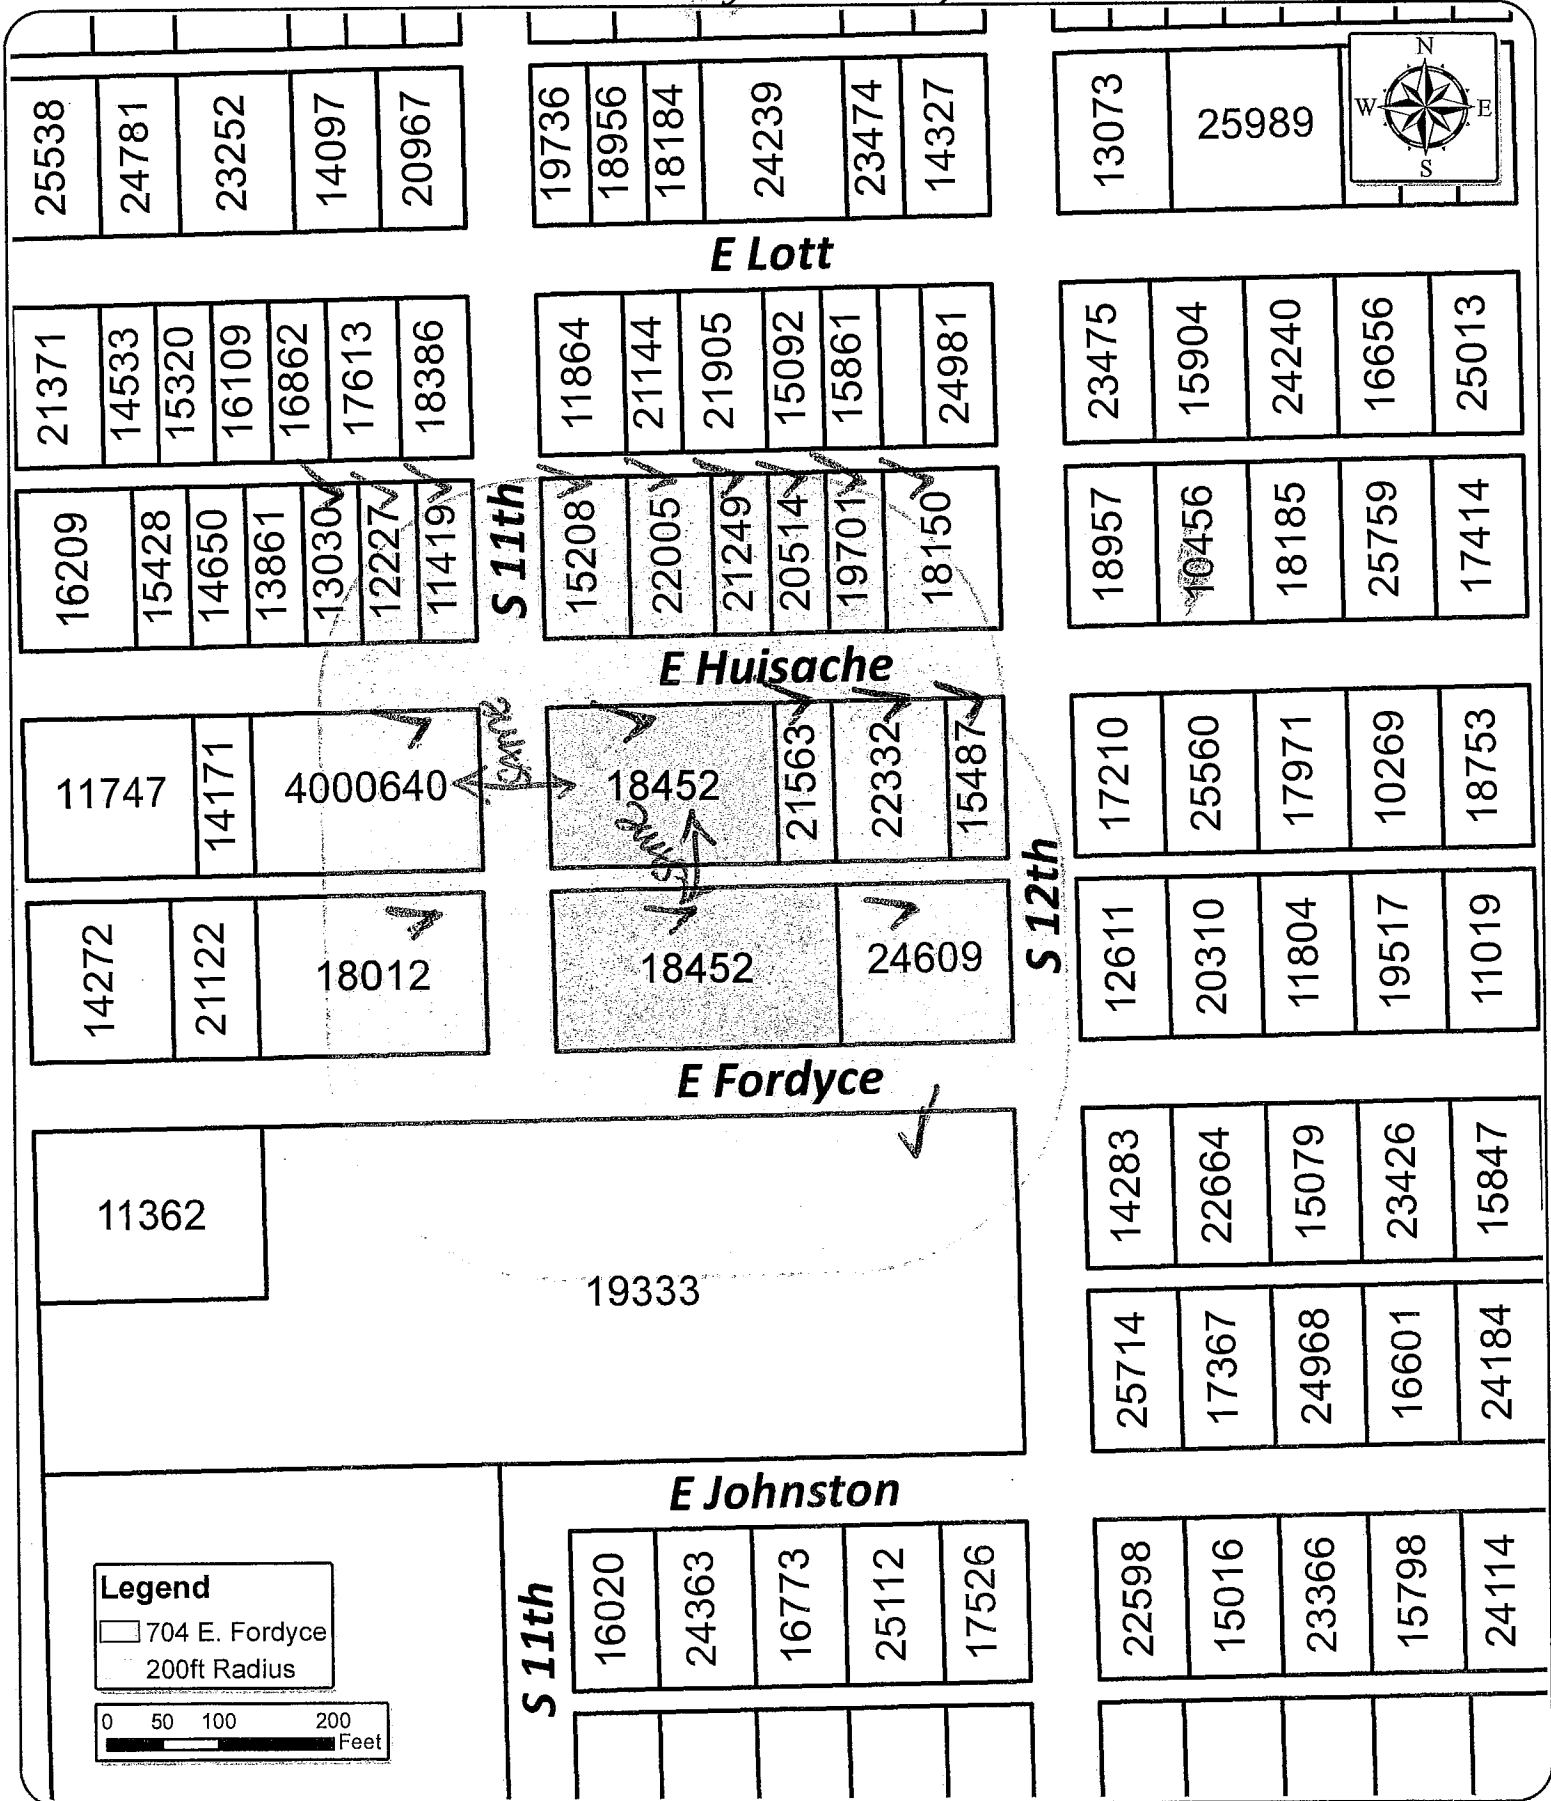 N
W E
S
25538 24781 23252 14097 20967 19736 18956 18184 24239 23474 14327 13073 25989
E Lott
21371 14533 15320 16109 16862 17613 18386 11864 21144 21905 15092 15861 24981 23475 15904 24240 16656 25013
16209 15428 14650 13861 13030 12227 11419 S 11th 15208 22005 21249 20514 19701 18150 18957 10456 18185 25759 17414
E Huisache
11747 14171 4000640 same 18452 21563 22332 15487 17210 25560 17971 10269 18753
same
S 12th
14272 21122 18012 18452 24609 12611 20310 11804 19517 11019
E Fordyce
11362 19333 14283 22664 15079 23426 15847
25714 17367 24968 16601 24184
E Johnston
S 11th 16020 24363 16773 25112 17526 22598 15016 23366 15798 24114
Legend
704 E. Fordyce
200ft Radius
0 50 100 200
Feet